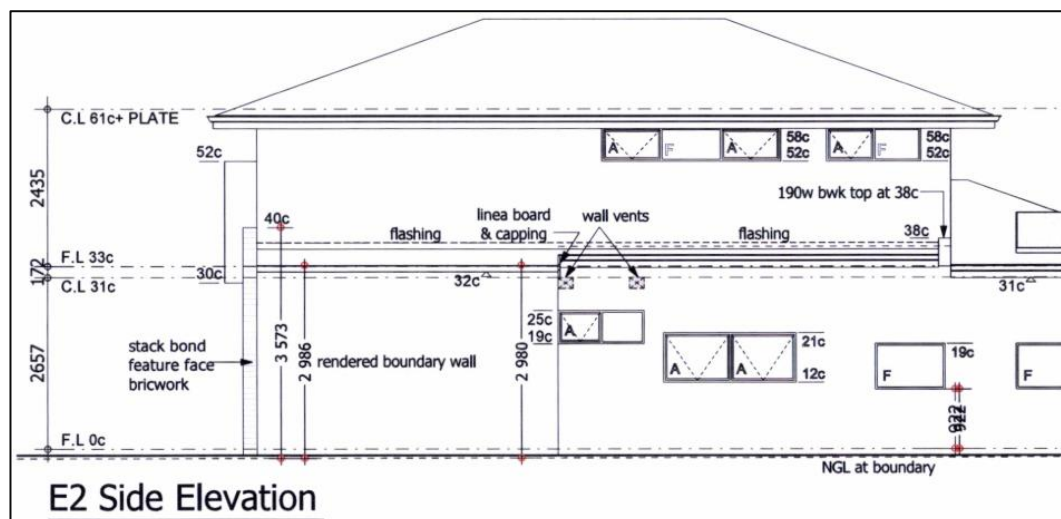 C.L 61c+ PLATE
52c
2435
A
F
A
58c
52c
A
F
58c
52c
190w bwk top at 38c
40c
flashing
linea board
& capping
wall vents
flashing
38c
F.L 33c
172
C.L 31c
30c
32c
31c
25c
19c
A
stack bond
feature face
bricwork
3 573
2 986
rendered boundary wall
2 980
21c
12c
A
A
19c
F
F
2657
922
922
F.L 0c
NGL at boundary
E2 Side Elevation